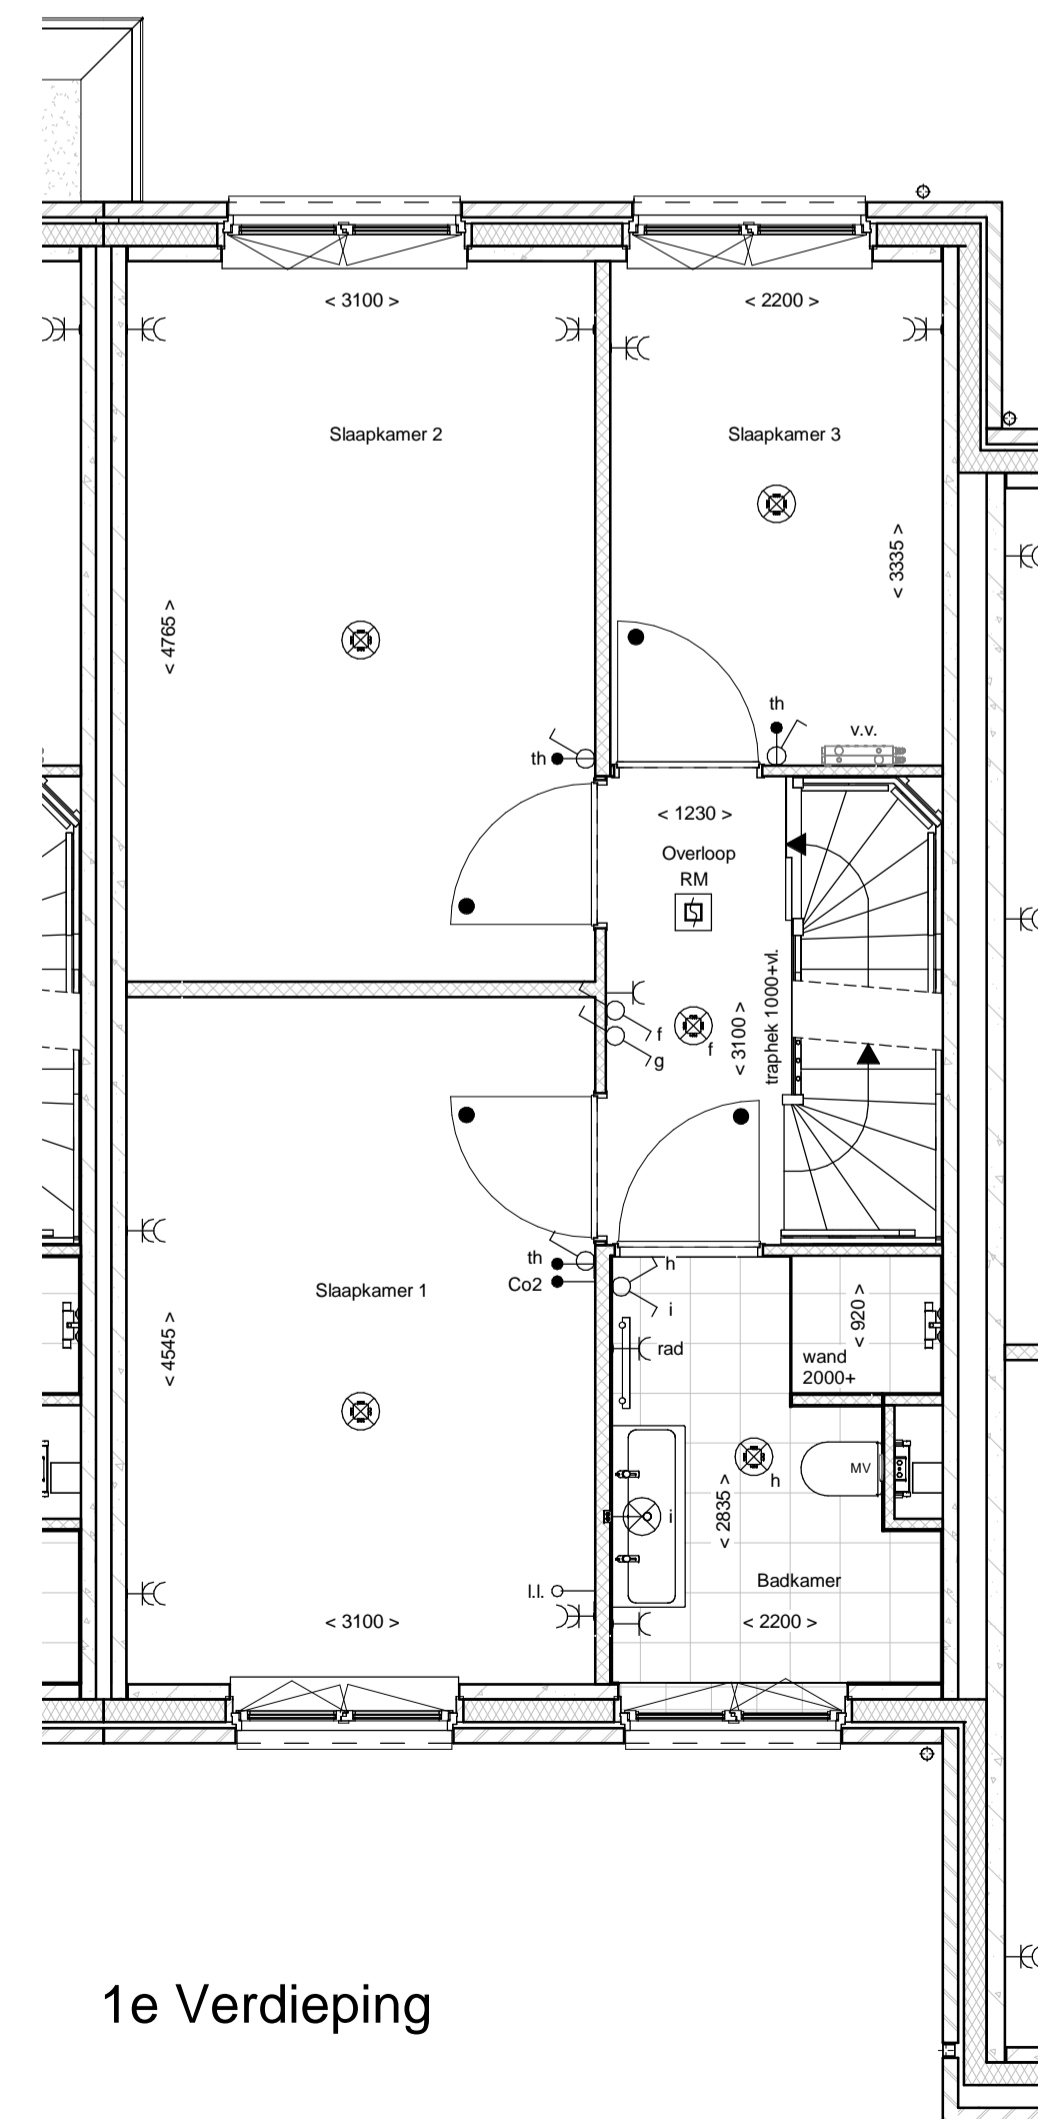 < 3100 >
< 2200 >
Slaapkamer 2
Slaapkamer 3
< 3335 >
< 4765 >
th
th
v.v.
< 1230 >
Overloop
RM
traphek 1000+vl.
< 3100 >
f
f
g
th
Co2
h
i
Slaapkamer 1
< 4545 >
rad
< 920 >
wand
2000+
MV
h
< 2835 >
i
l.l.
Badkamer
< 3100 >
< 2200 >
1e Verdieping